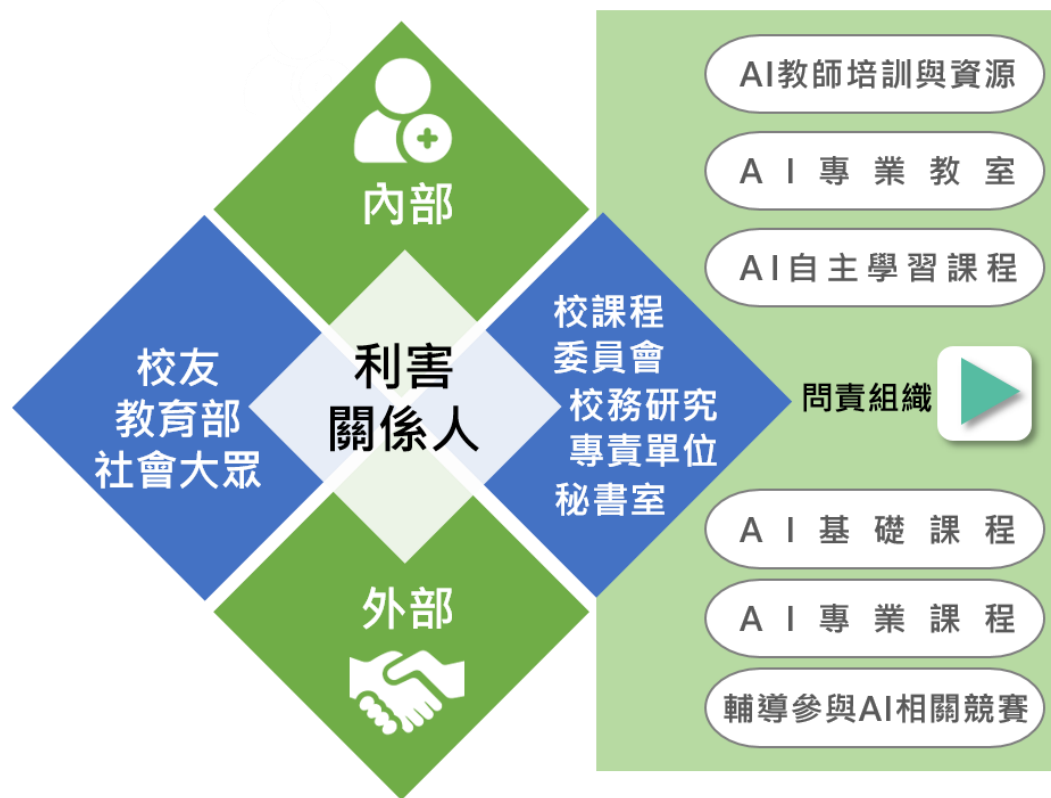 內部
校友
教育部
社會大眾
利害
關係人
校課程
委員會
校務研究
專責單位
秘書室
外部
AI教師培訓與資源
AI專業教室
AI自主學習課程
問責組織
AI基礎課程
AI專業課程
輔導參與AI相關競賽